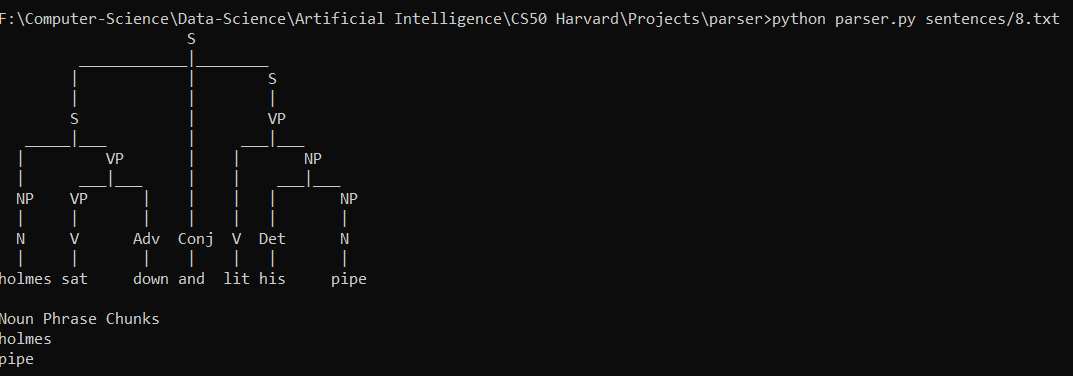 F:\Computer-Science\Data-Science\Artificial Intelligence\CS50 Harvard\Projects\parser>python parser.py sentences/8.txt
S
S
S VP
VP NP
NP VP NP
N V Adv Conj V Det N
holmes sat down and lit his pipe
Noun Phrase Chunks
holmes
pipe